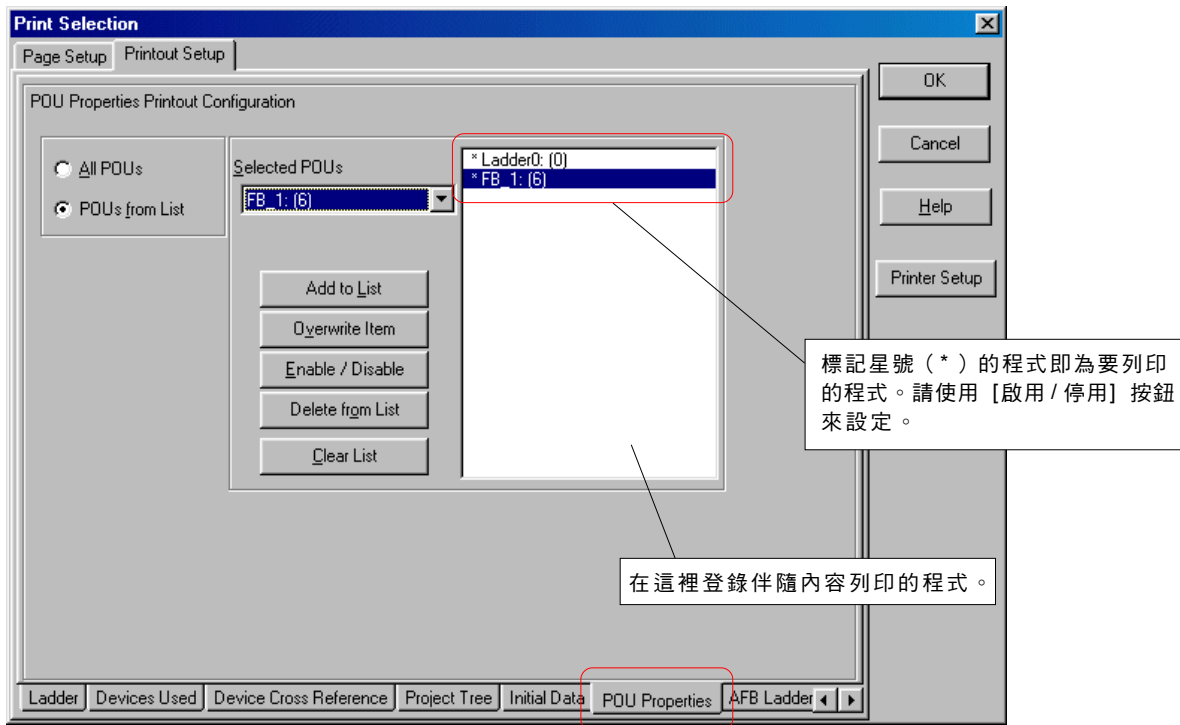 Print Selection
Page Setup
Printout Setup
POU Properties Printout Configuration
All POUs
POUs from List
Selected POUs
FB_1: (6)
Add to List
Overwrite Item
Enable / Disable
Delete from List
Clear List
* Ladder0: (0)
* FB_1: (6)
OK
Cancel
Help
Printer Setup
標記星號（*）的程式即為要列印
的程式。請使用 [啟用/停用] 按鈕
來設定。
在這裡登錄伴隨內容列印的程式。
Ladder
Devices Used
Device Cross Reference
Project Tree
Initial Data
POU Properties
AFB Ladder